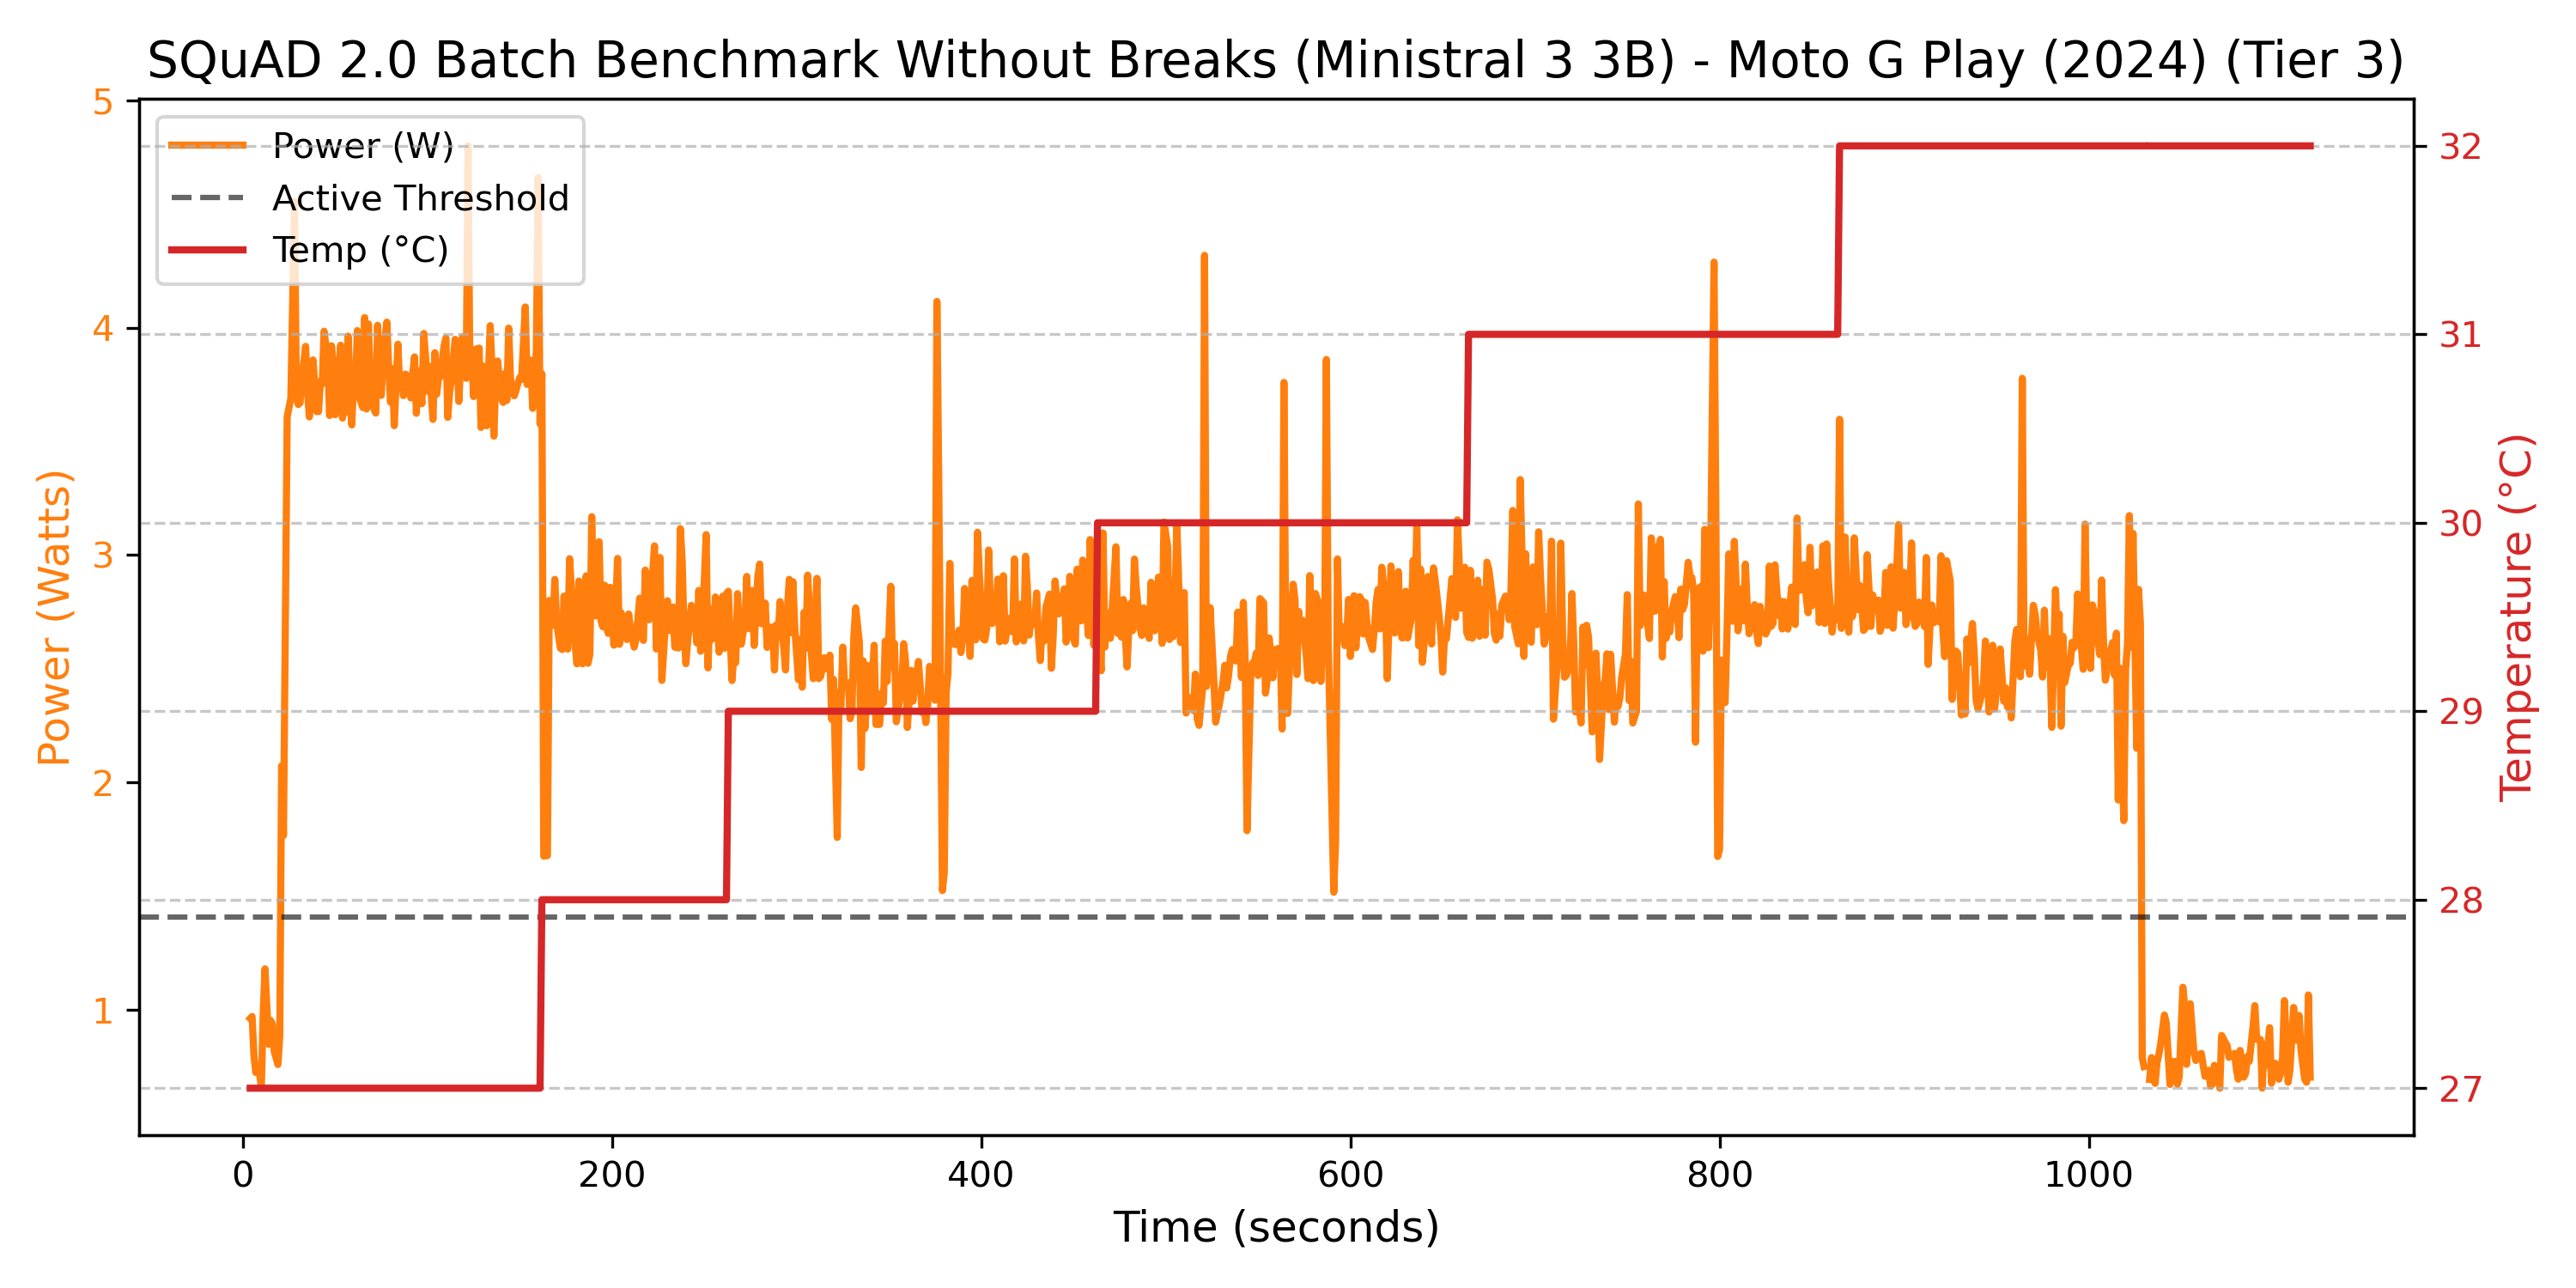 SQuAD 2.0 Batch Benchmark Without Breaks (Ministral 3 3B) - Moto G Play (2024) (Tier 3)
Power (W)
Active Threshold
Temp (°C)
Power (Watts)
5
4
3
2
1
32
31
30
29
28
27
Temperature (°C)
0 200 400 600 800 1000
Time (seconds)